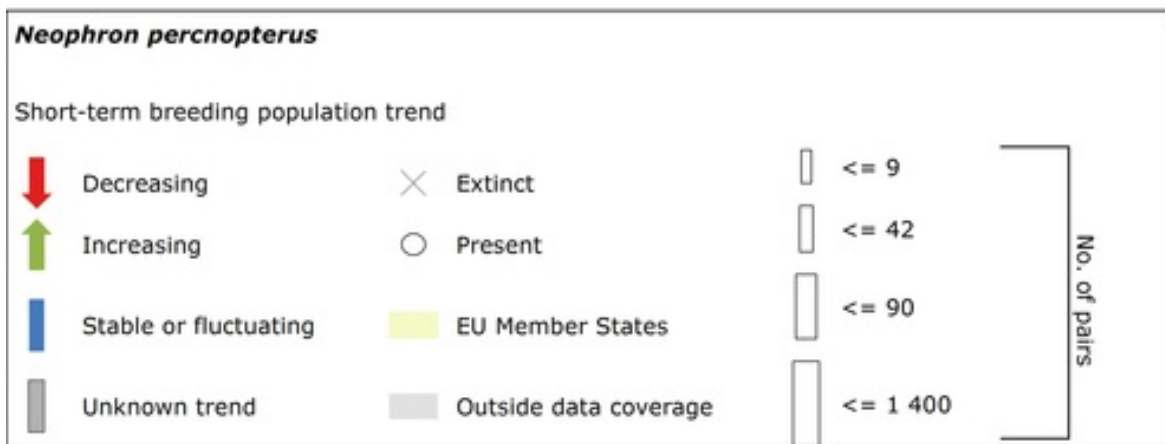 Neophron percnopterus
Short-term breeding population trend
Decreasing
Extinct
<= 9
Increasing
Present
<= 42
Stable or fluctuating
EU Member States
<= 90
Unknown trend
Outside data coverage
<= 1 400
No. of pairs